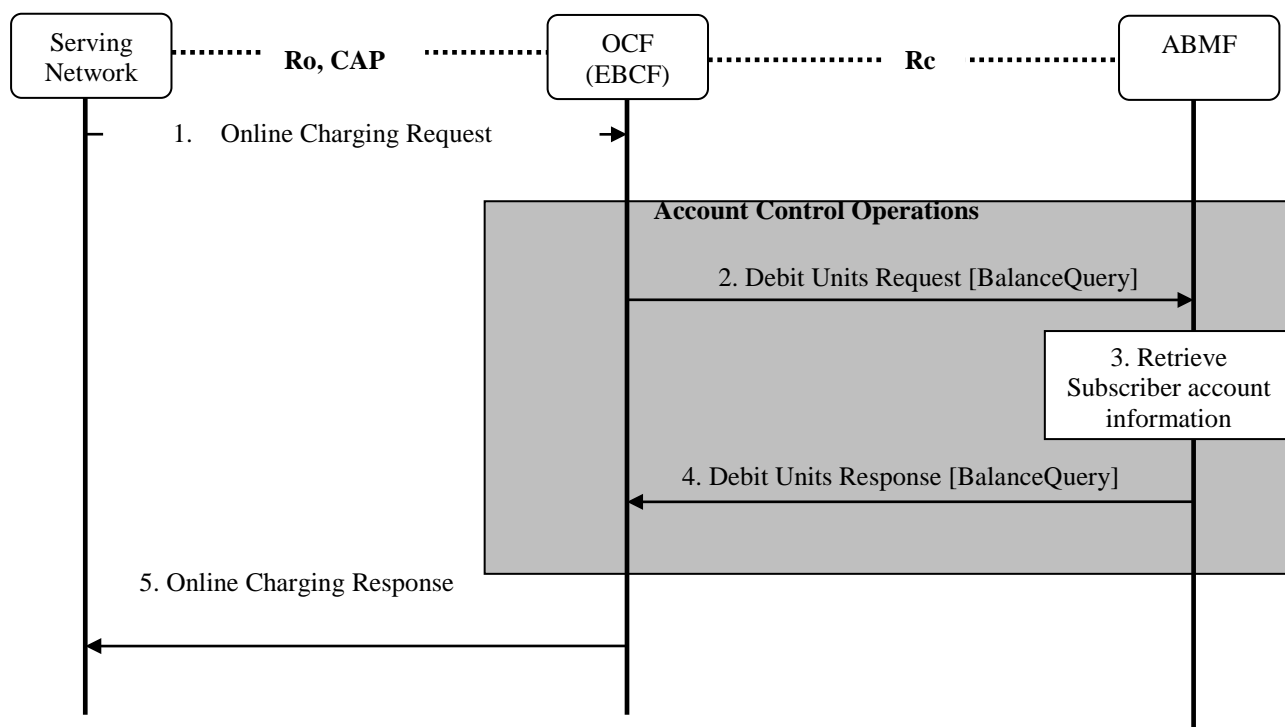 Serving
Network
Ro, CAP
OCF
(EBCF)
Rc
ABMF
1. Online Charging Request
Account Control Operations
2. Debit Units Request [BalanceQuery]
3. Retrieve
Subscriber account
information
4. Debit Units Response [BalanceQuery]
5. Online Charging Response